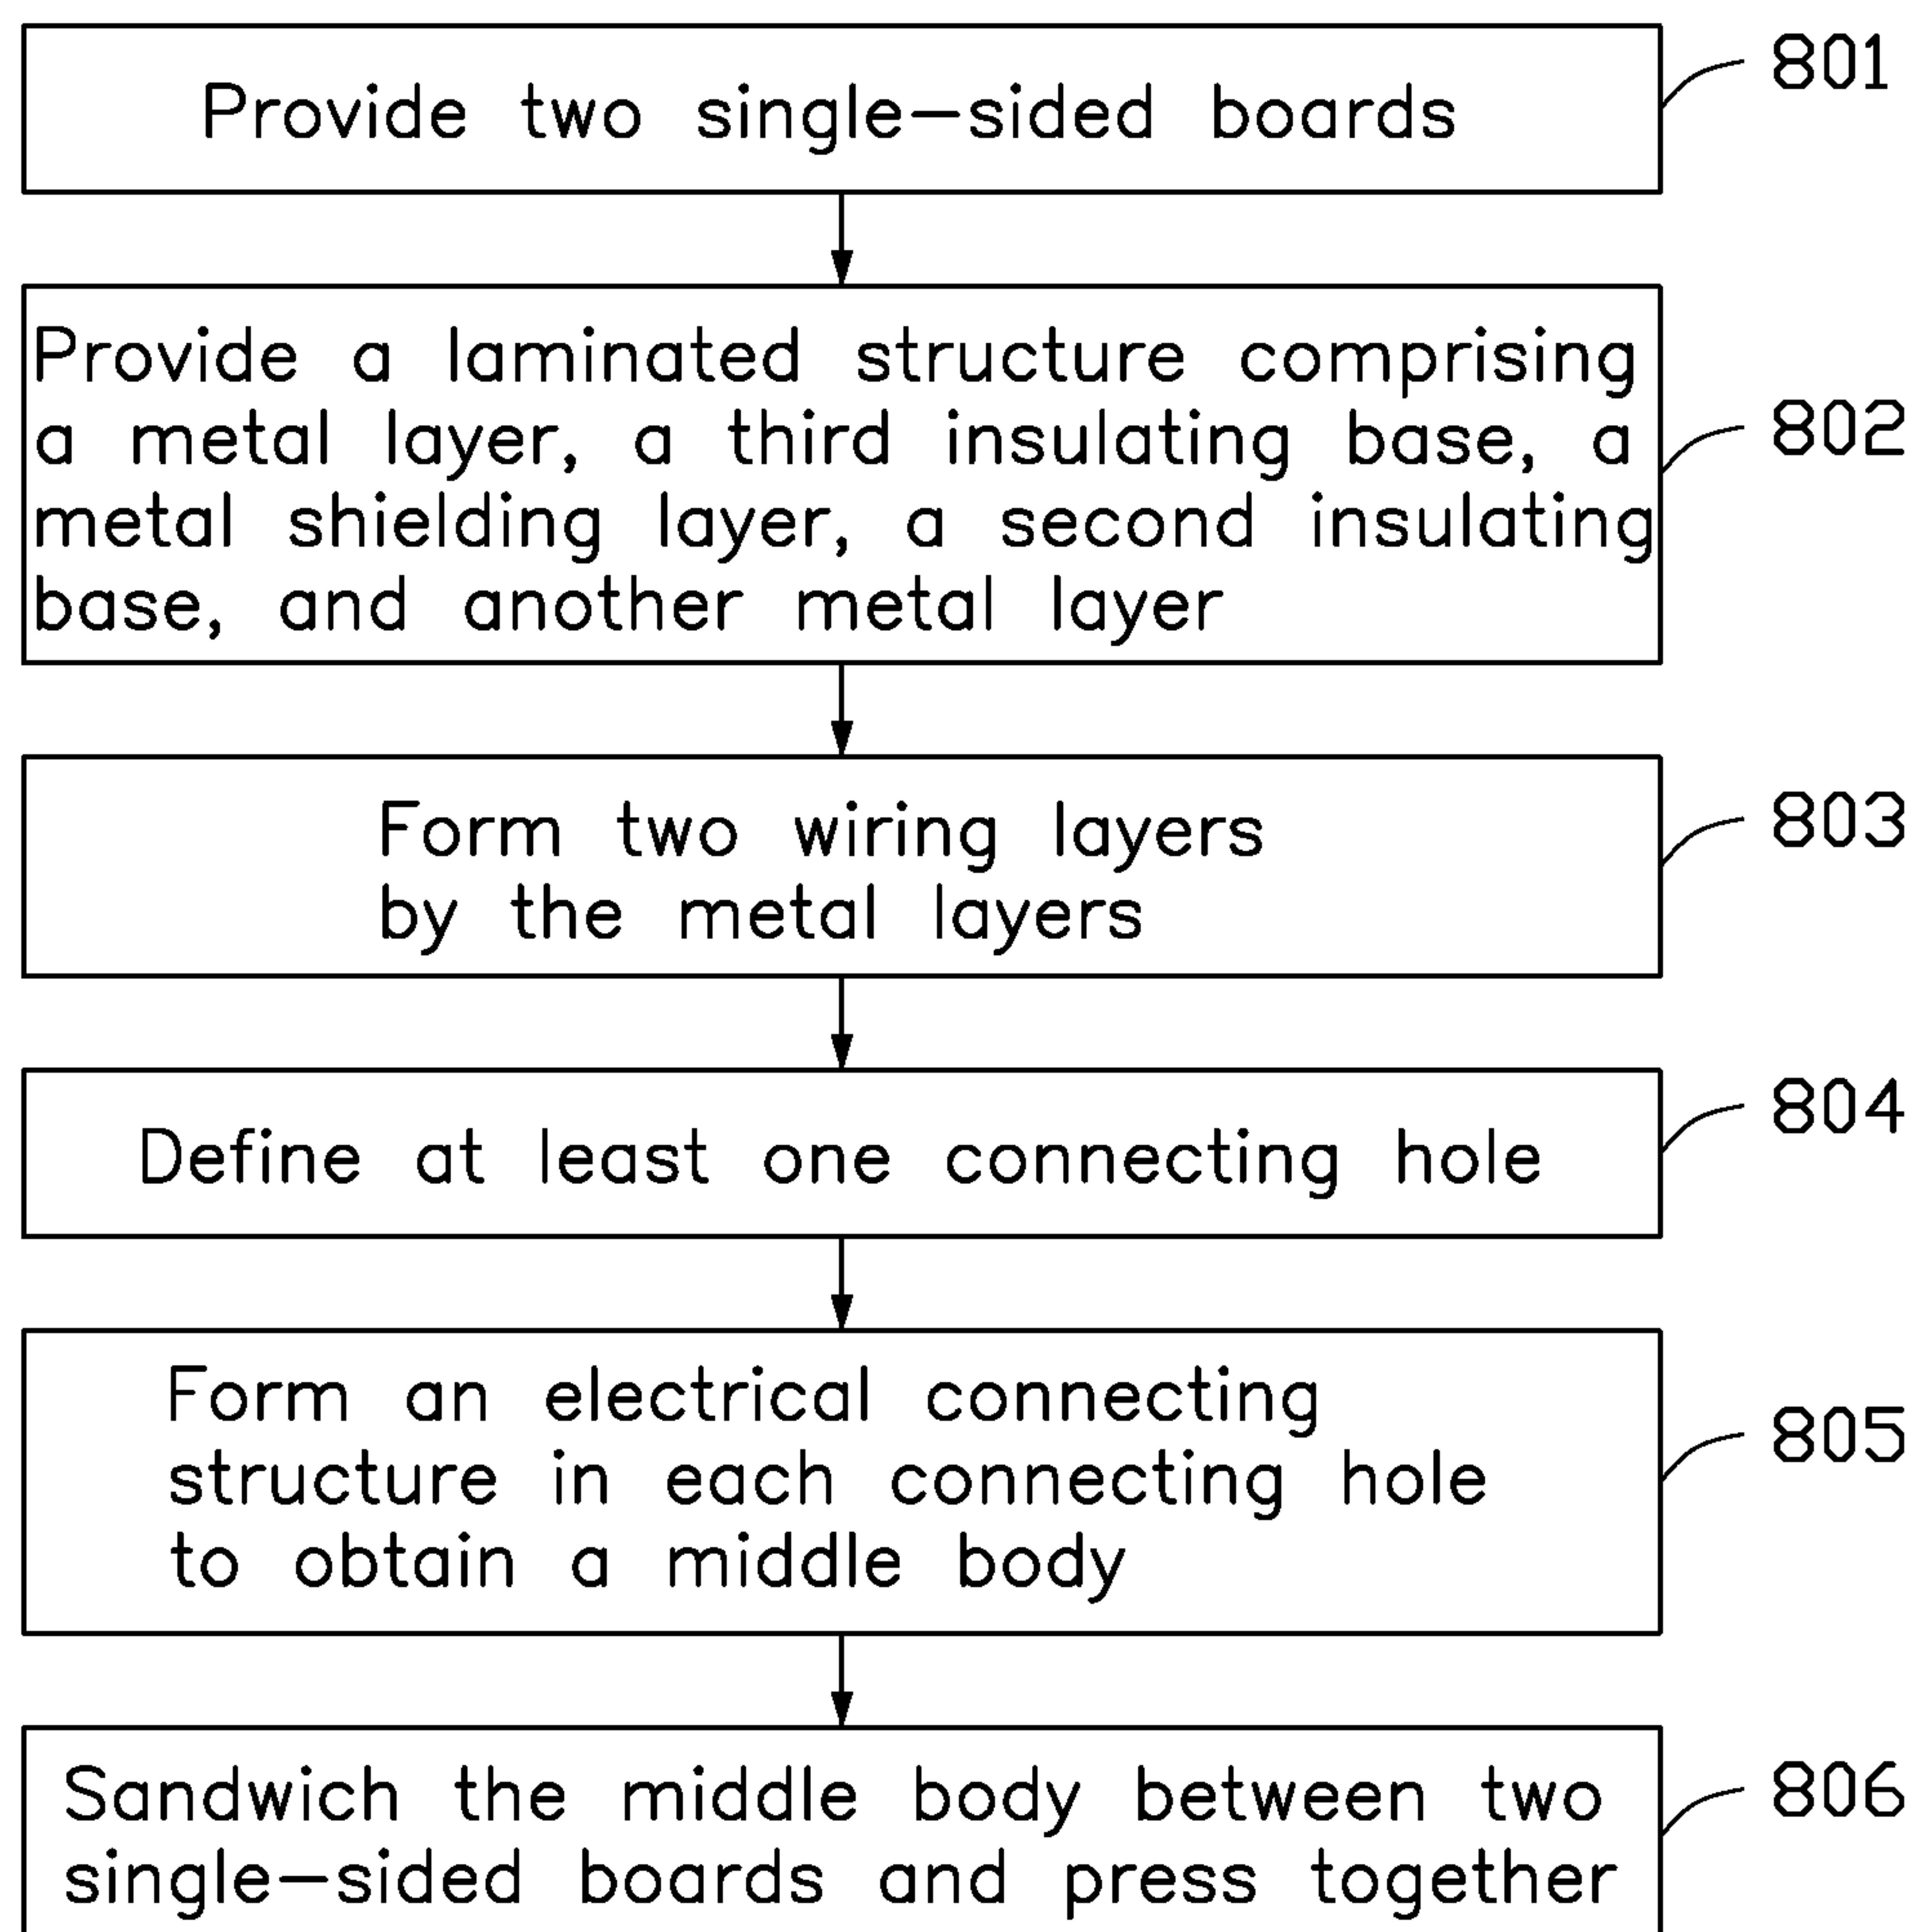 Provide two single-sided boards
801
Provide a laminated structure comprising
a metal layer, a third insulating base, a
metal shielding layer, a second insulating
base, and another metal layer
802
Form two wiring layers
by the metal layers
803
Define at least one connecting hole
804
Form an electrical connecting
structure in each connecting hole
to obtain a middle body
805
Sandwich the middle body between two
single-sided boards and press together
806